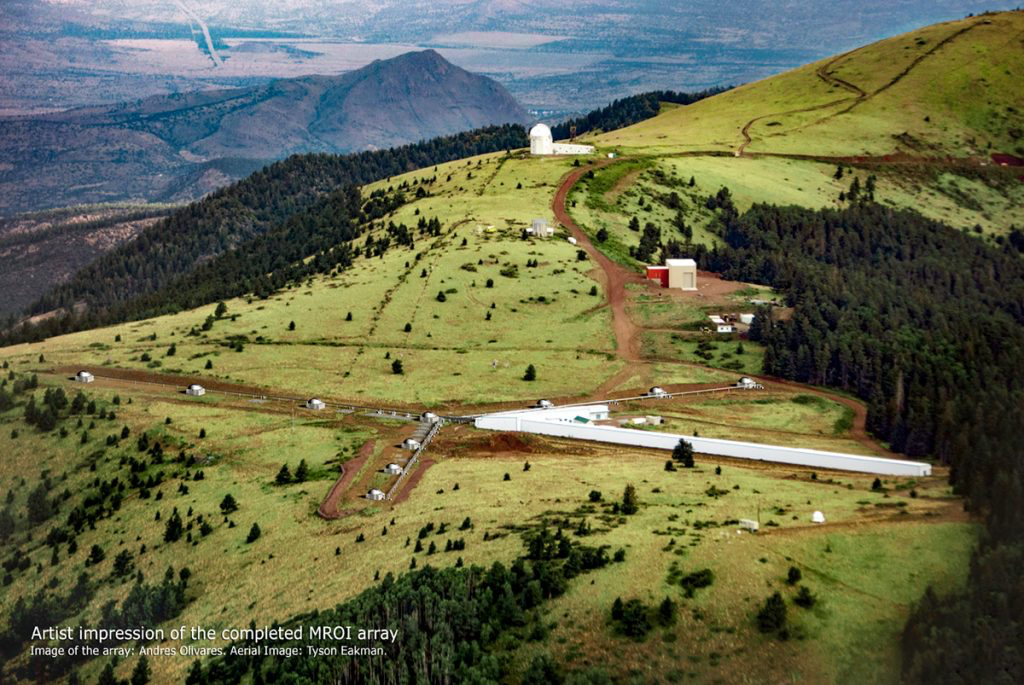 Artist impression of the completed MROI array
Image of the array: Andres Olivares. Aerial Image: Tyson Eakman.